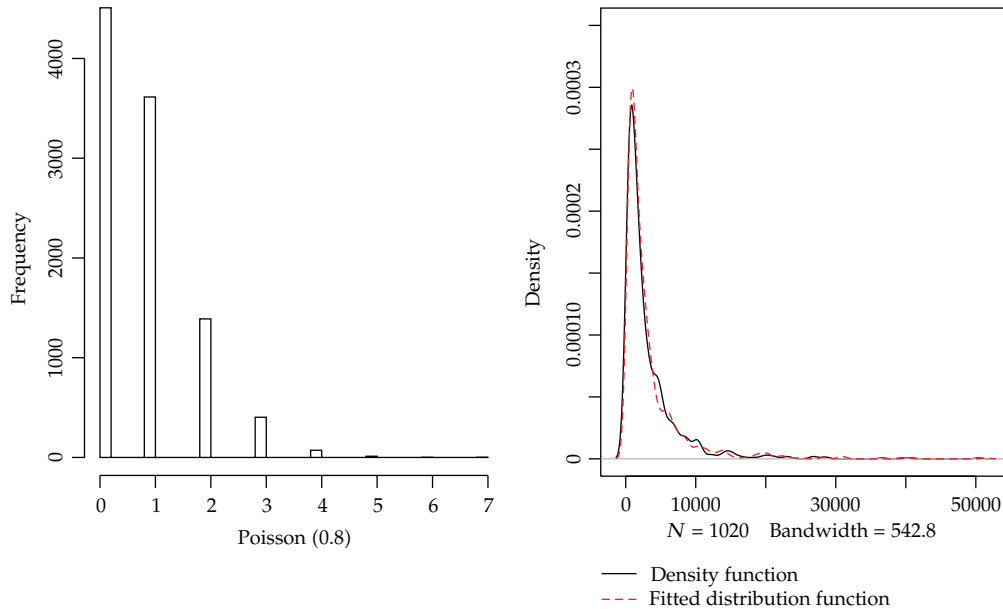 Frequency
4000
3000
2000
1000
0
0 1 2 3 4 5 6 7
Poisson (0.8)
Density
0.0003
0.0002
0.00010
0
0 10000 30000 50000
N = 1020 Bandwidth = 542.8
Density function
Fitted distribution function